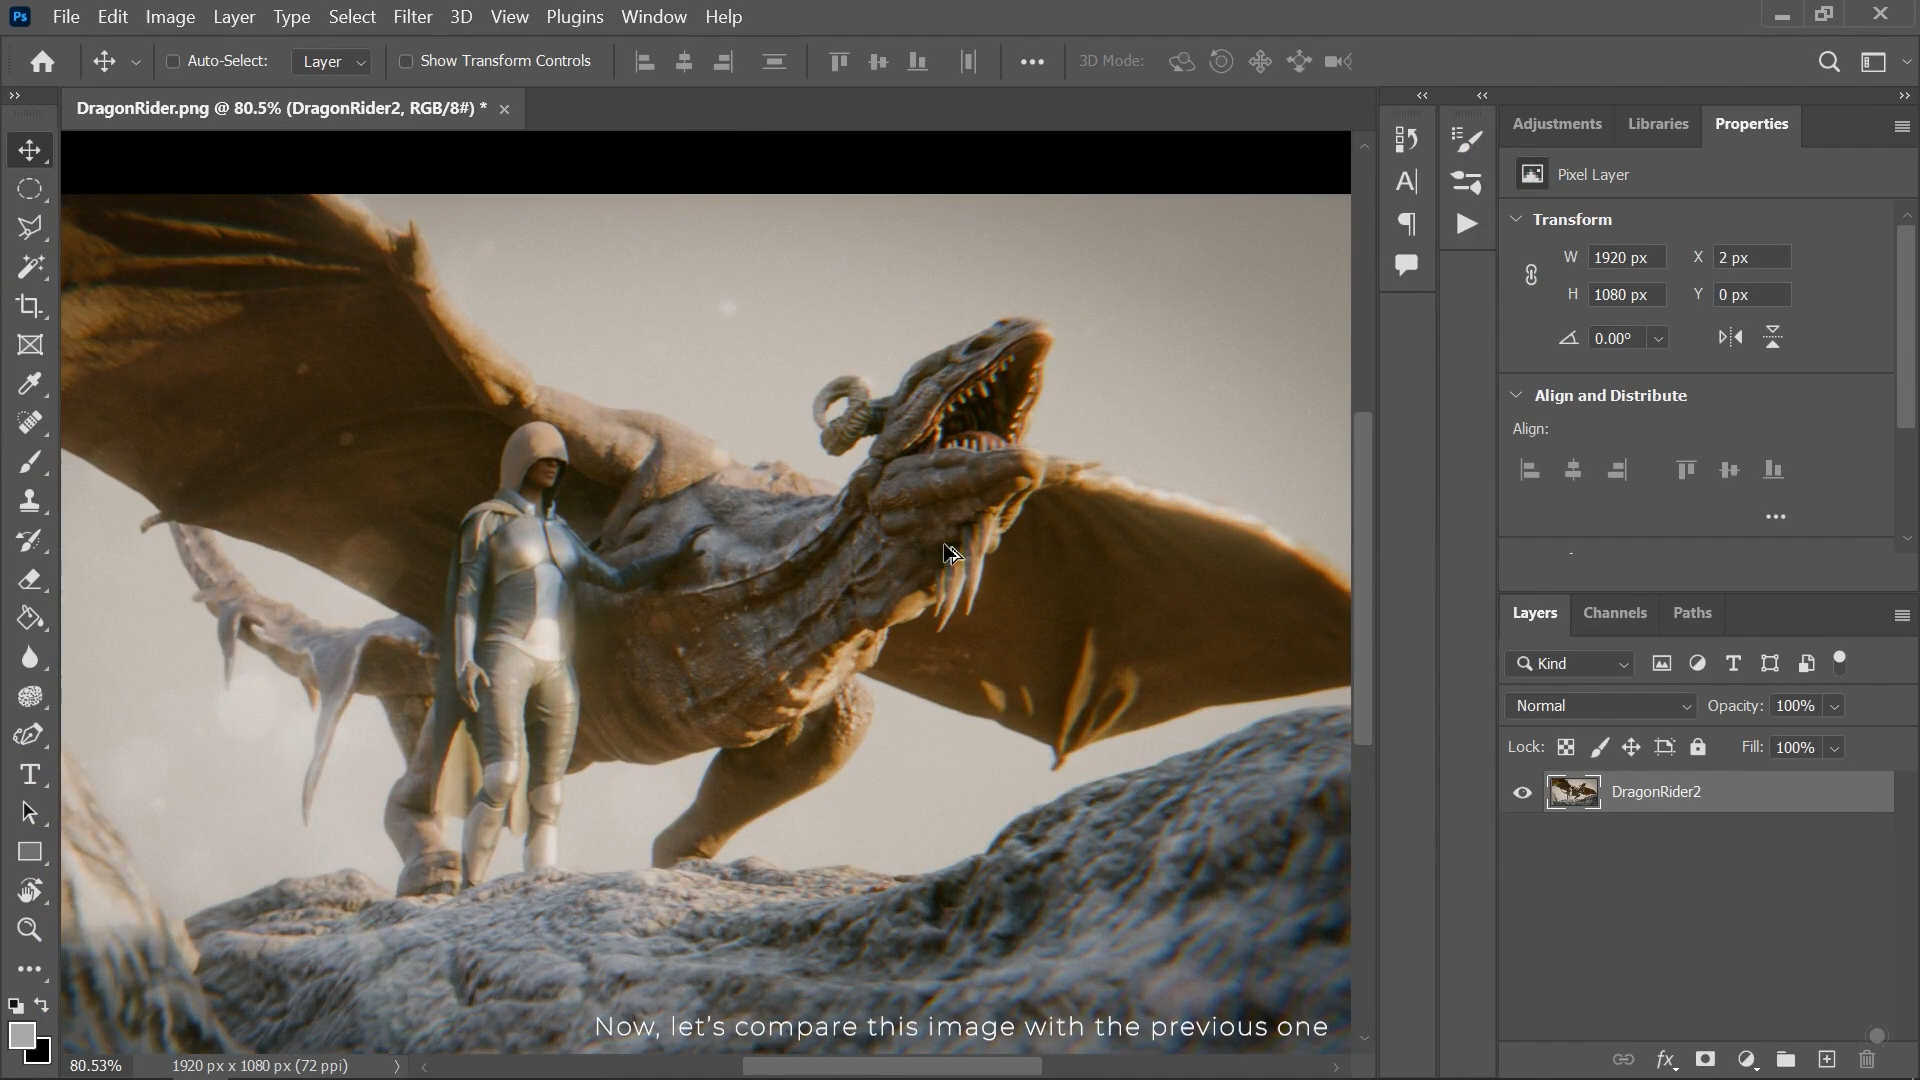 Ps File Edit Image Layer Type Select Filter 3D View Plugins Window Help
Auto-Select: Layer Show Transform Controls 3D Mode:
DragonRider.png @ 80.5% (DragonRider2, RGB/8#) *
Adjustments Libraries Properties
Pixel Layer
Transform
W 1920 px X 2 px
H 1080 px Y 0 px
0.00°
Align and Distribute
Align:
Layers Channels Paths
Kind
Normal Opacity: 100%
Lock: Fill: 100%
DragonRider2
Now, let's compare this image with the previous one
80.53% 1920 px x 1080 px (72 ppi)